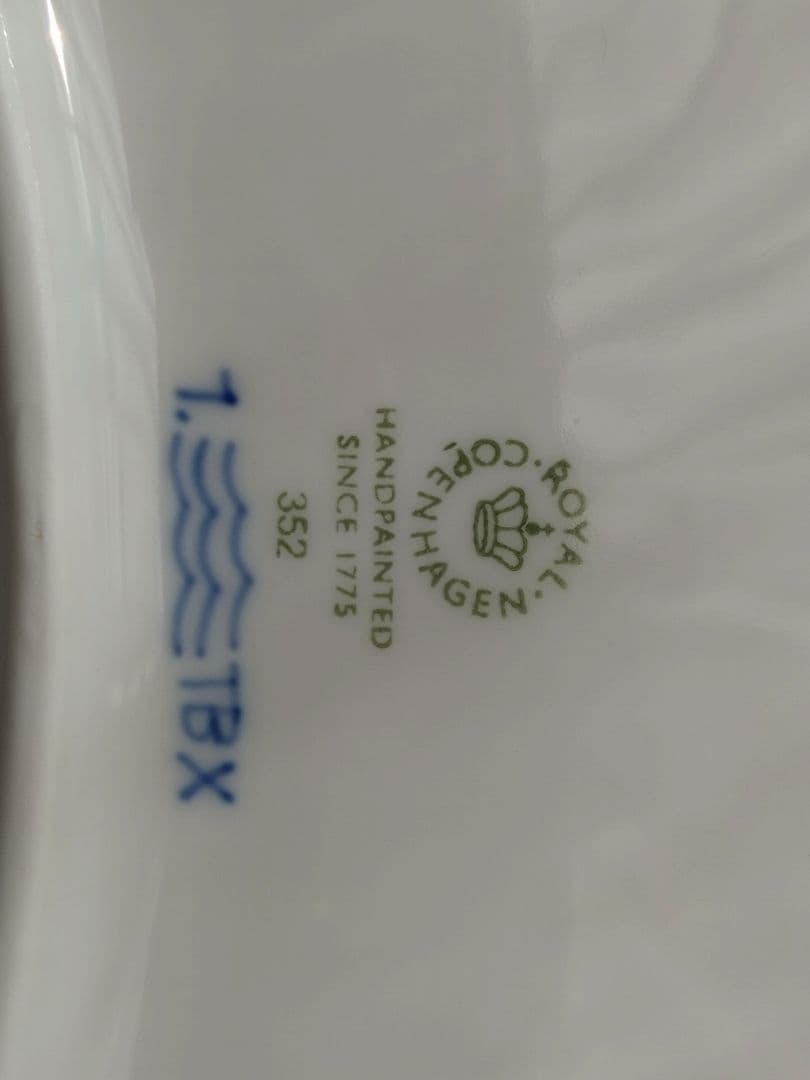 ROYAL
COPENHAGEN
HANDPAINTED
SINCE 1775
352
1. TBX